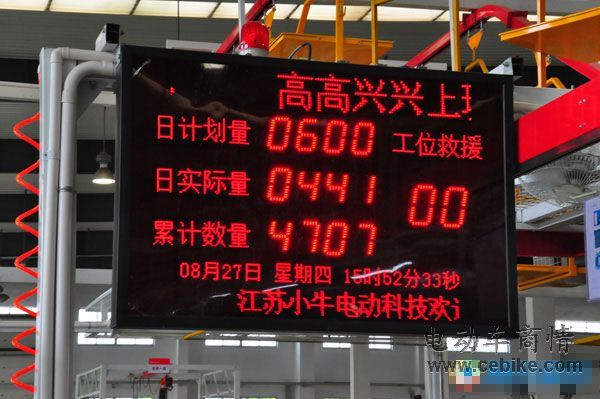 高高兴兴上
日计划量 0600 工位救援
日实际量 0441 00
累计数量 4707
08月27日 星期四 15时52分33秒
江苏小牛电动科技欢
电动车商情
www.cebike.com